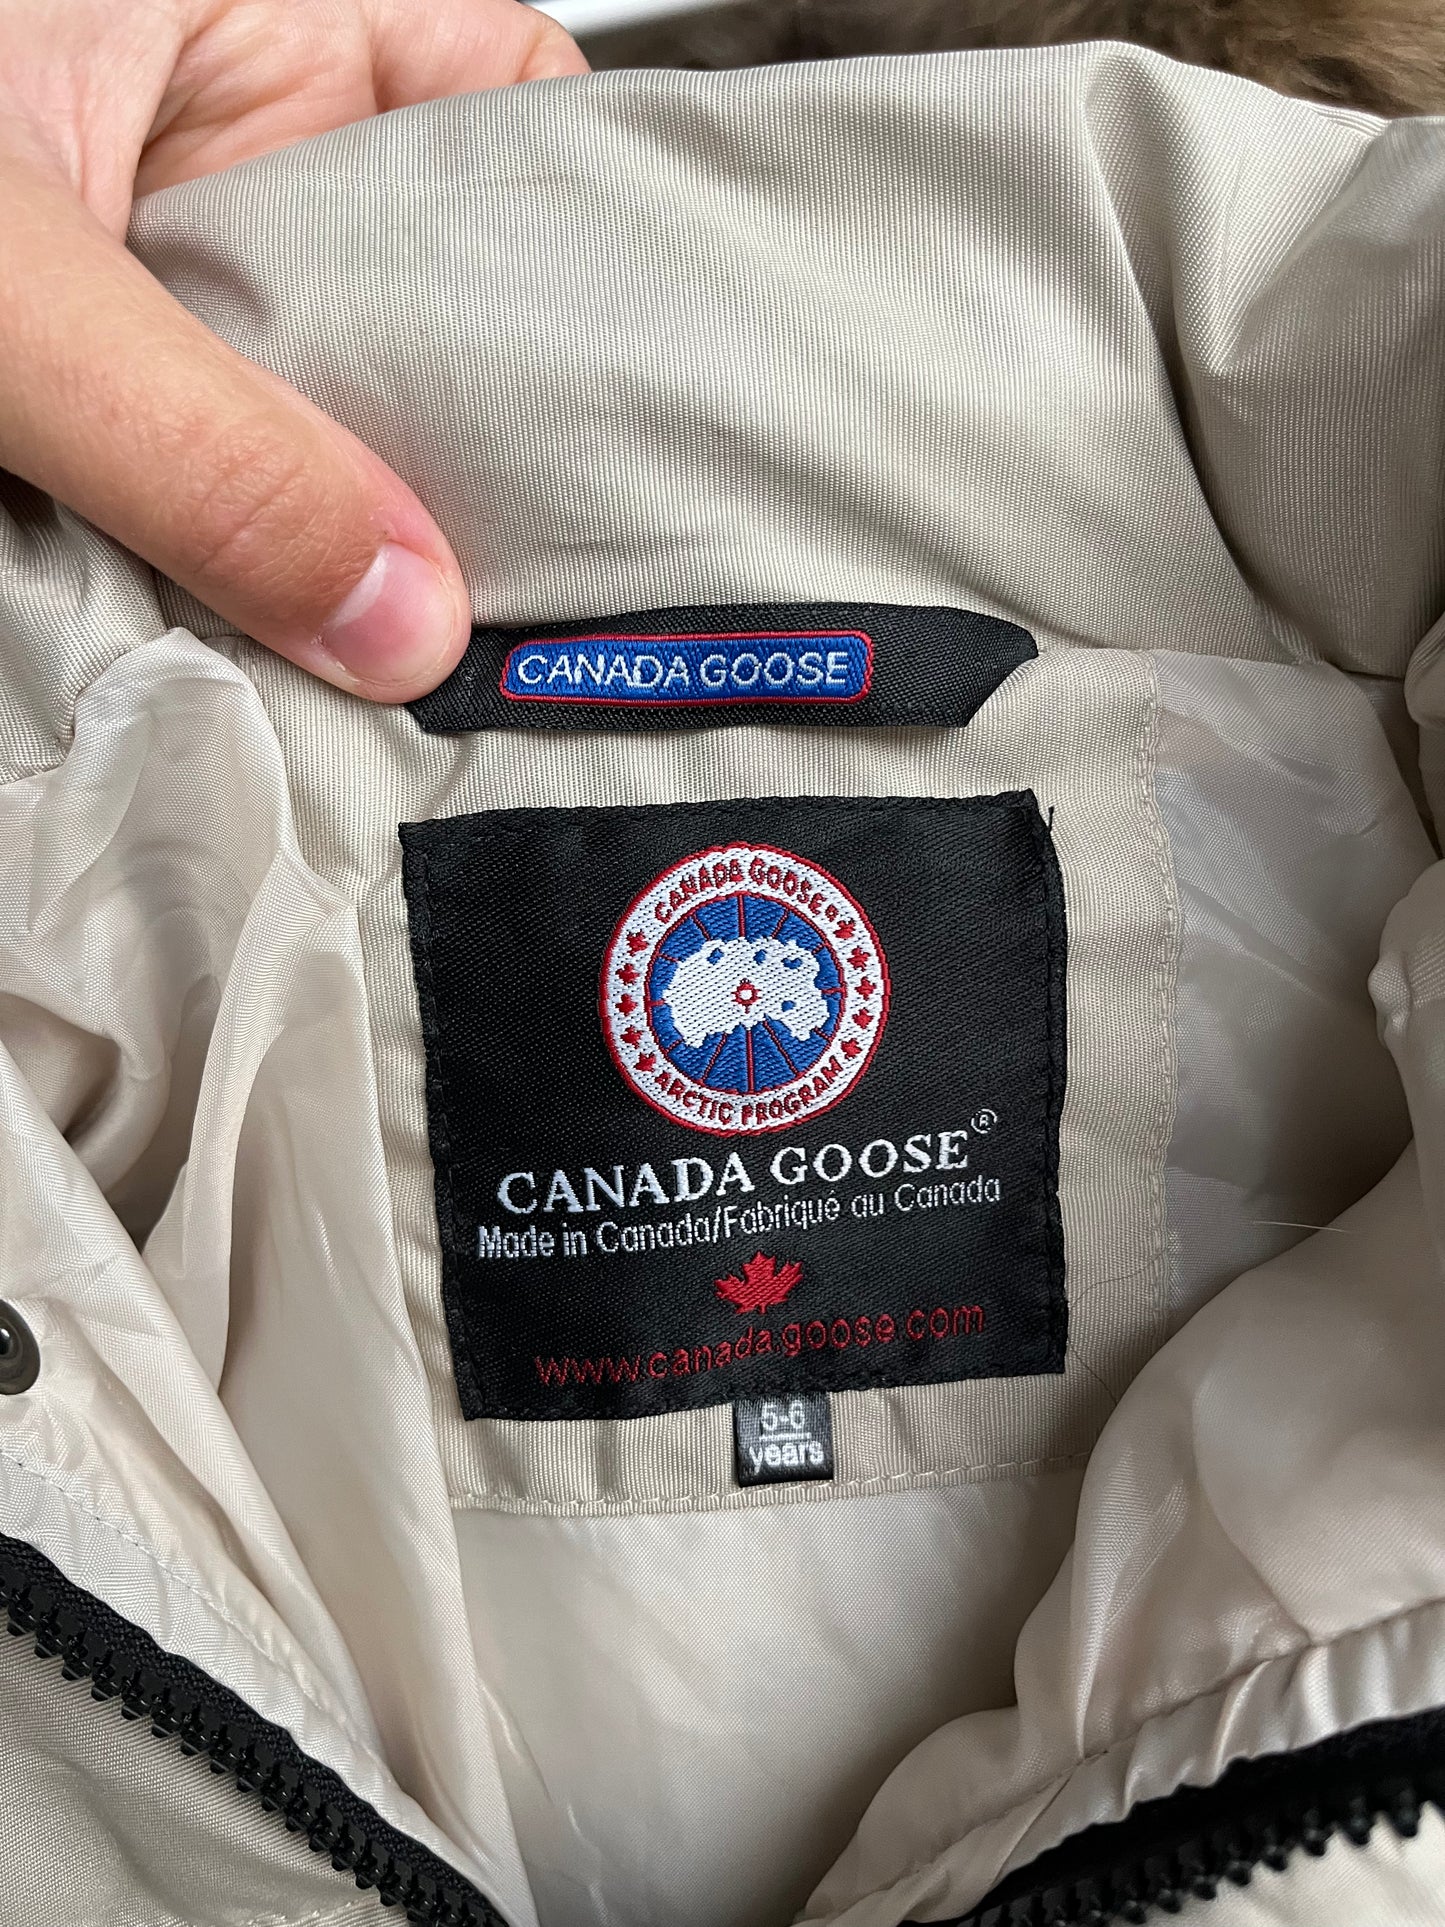 CANADA GOOSE
CANADA GOOSE
ARCTIC PROGRAM
CANADA GOOSE®
Made in Canada/Fabriqué au Canada
www.canada.goose.com
5-6
years